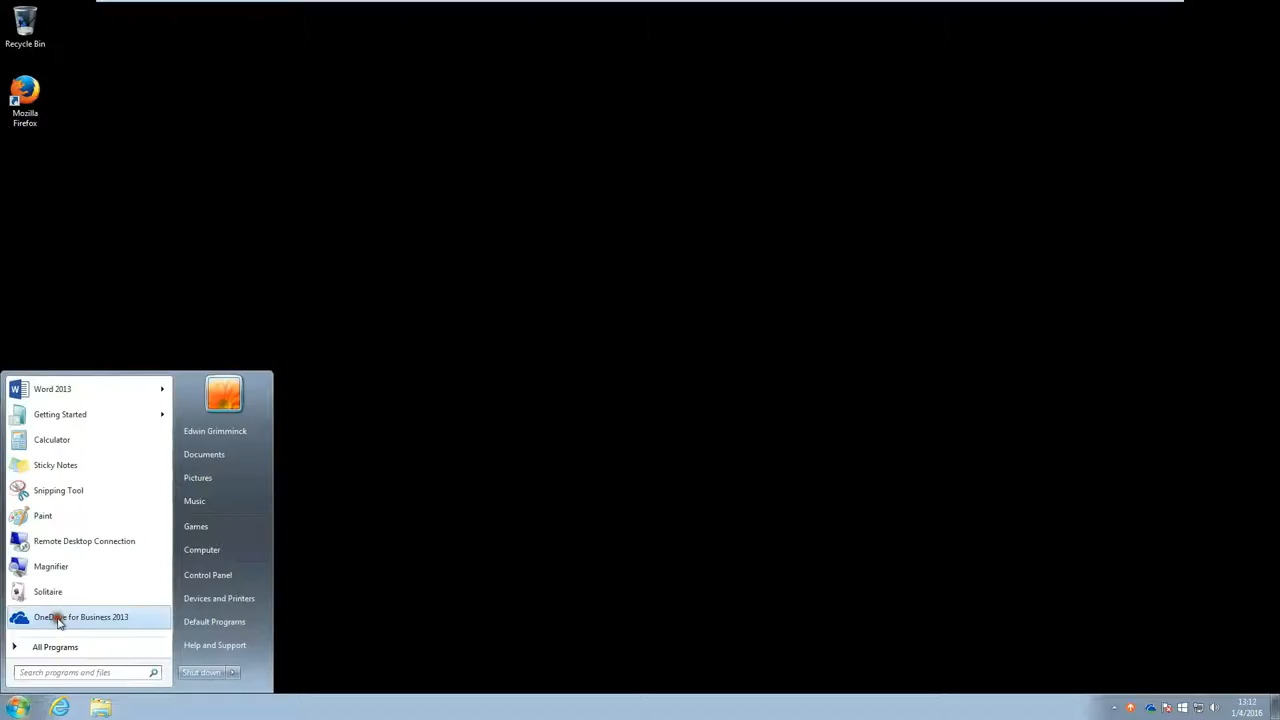 Recycle Bin
Mozilla
Firefox
Word 2013
Getting Started
Calculator
Sticky Notes
Snipping Tool
Paint
Remote Desktop Connection
Magnifier
Solitaire
OneDrive for Business 2013
All Programs
Search programs and files
Edwin Grimminck
Documents
Pictures
Music
Games
Computer
Control Panel
Devices and Printers
Default Programs
Help and Support
Shut down
13:12
1/4/2016